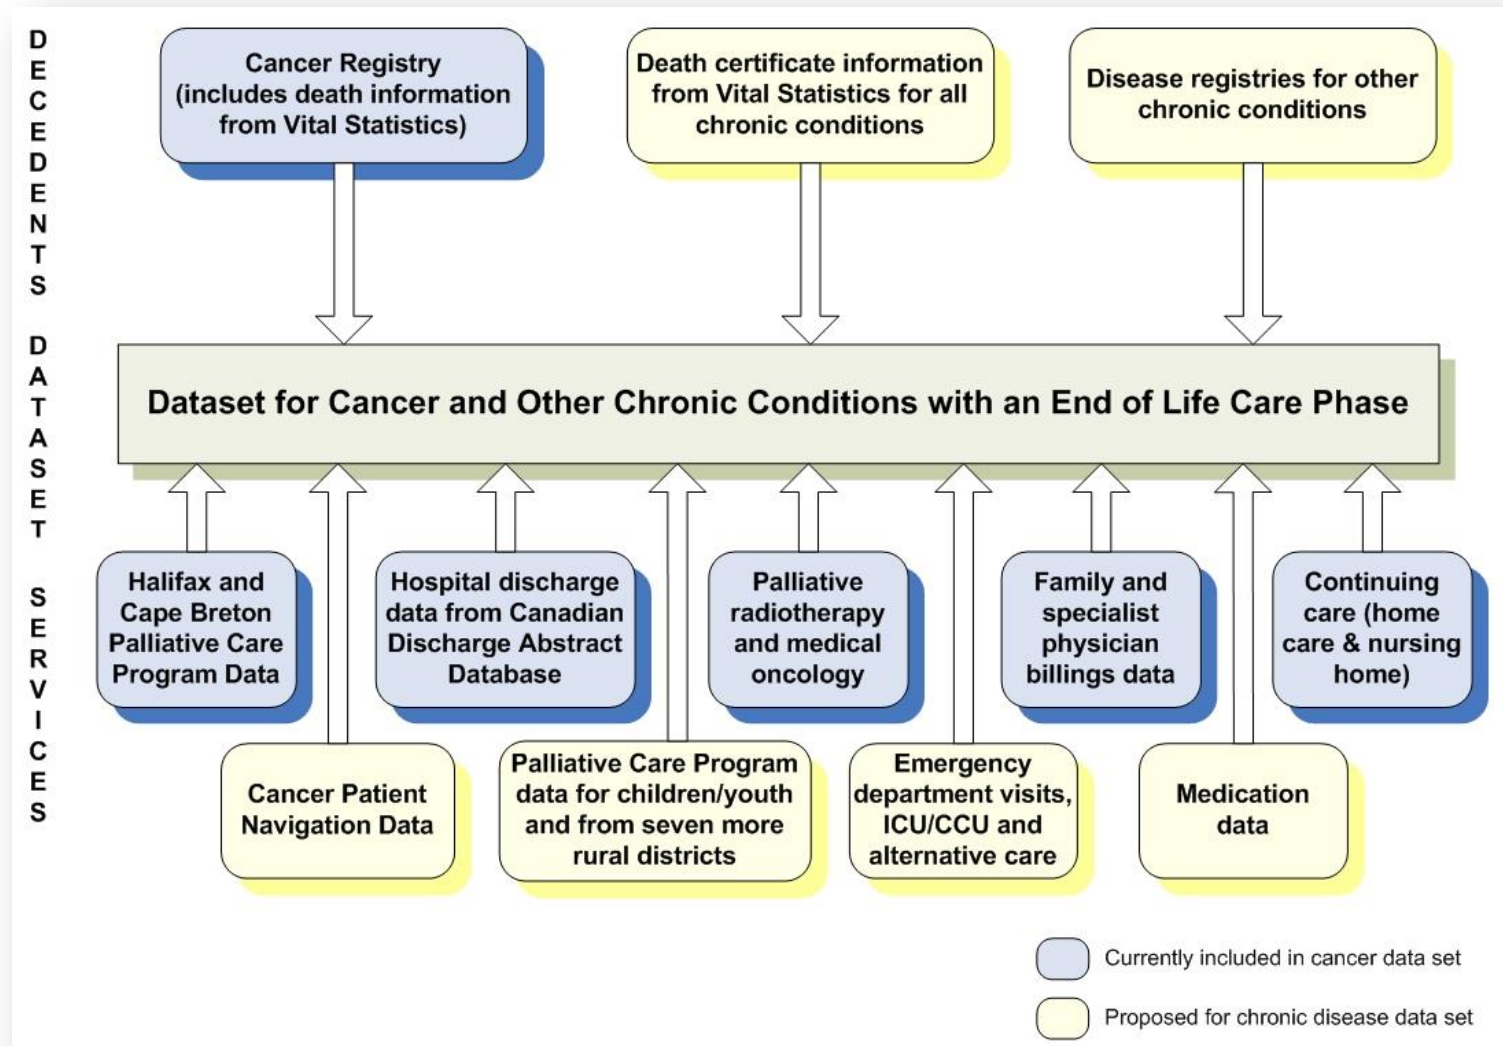 DECEDENTS DATASET SERVICES
Cancer Registry
(includes death information
from Vital Statistics)
Death certificate information
from Vital Statistics for all
chronic conditions
Disease registries for other
chronic conditions
Dataset for Cancer and Other Chronic Conditions with an End of Life Care Phase
Halifax and
Cape Breton
Palliative Care
Program Data
Hospital discharge
data from Canadian
Discharge Abstract
Database
Palliative
radiotherapy
and medical
oncology
Family and
specialist
physician
billings data
Continuing
care (home
care & nursing
home)
Cancer Patient
Navigation Data
Palliative Care Program
data for children/youth
and from seven more
rural districts
Emergency
department visits,
ICU/CCU and
alternative care
Medication
data
Currently included in cancer data set
Proposed for chronic disease data set